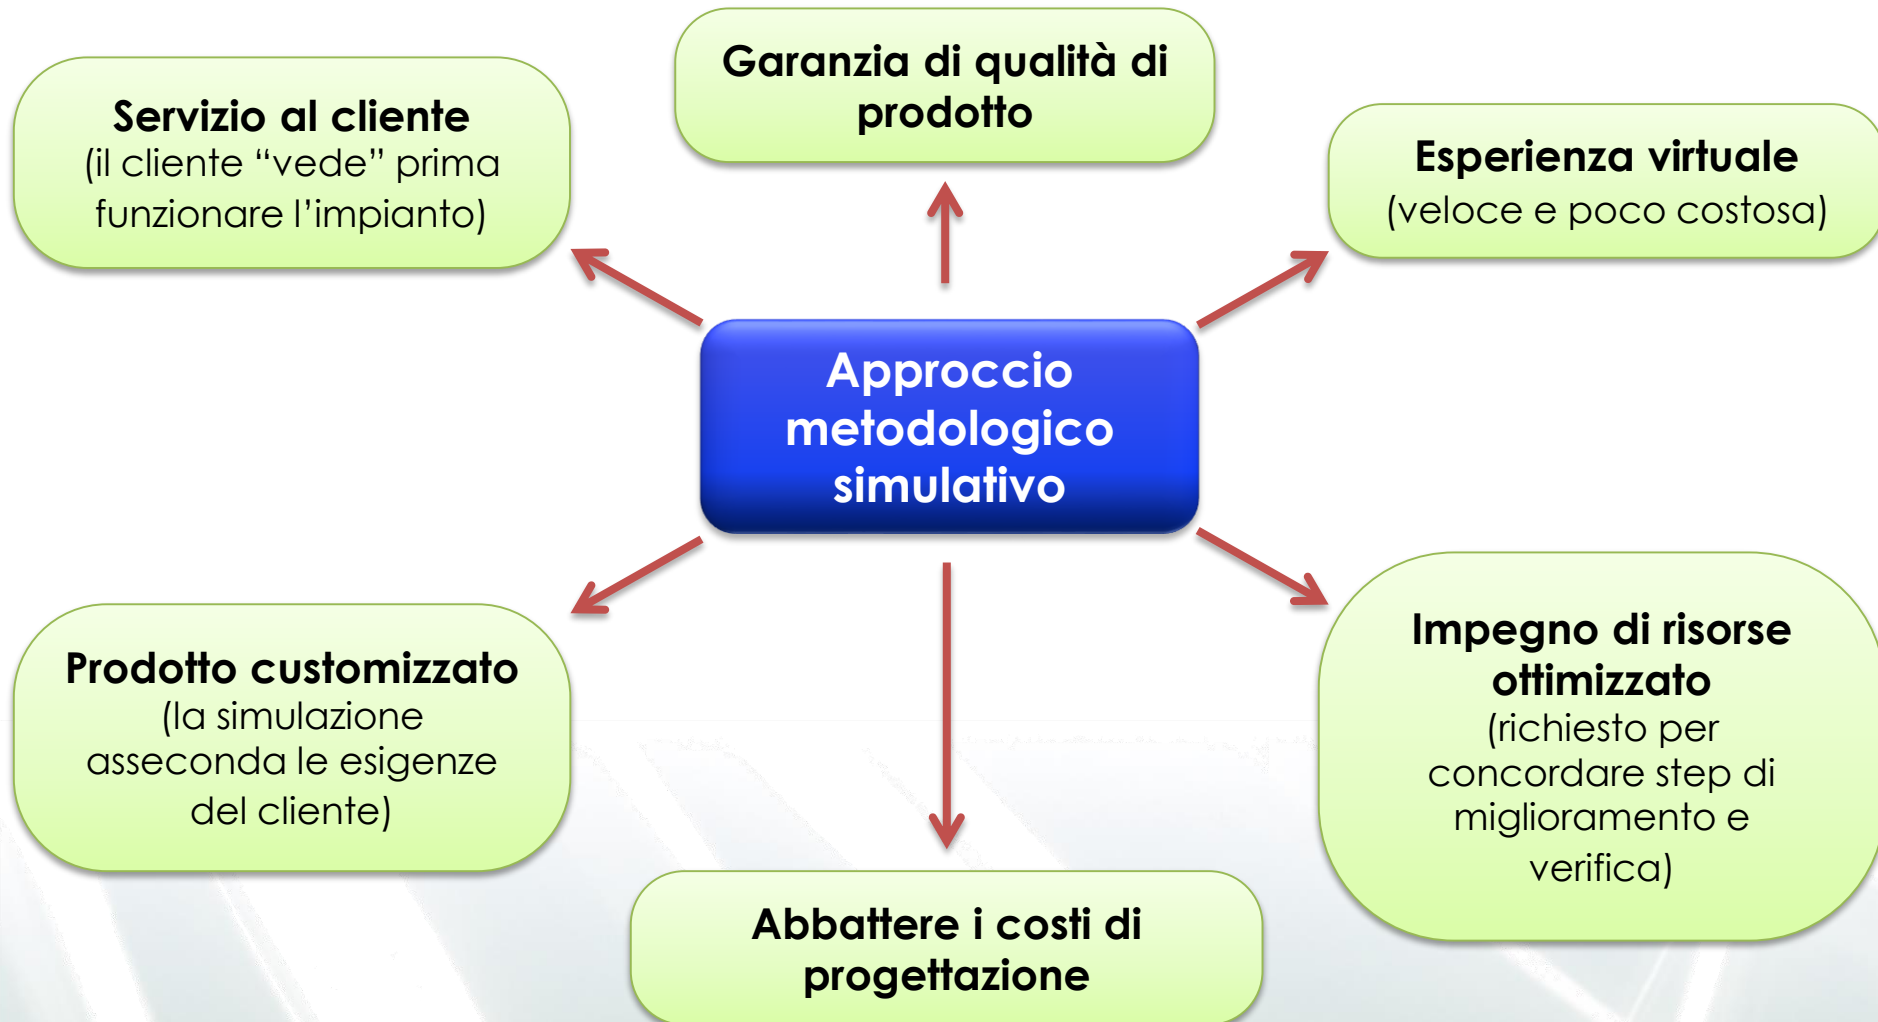 Garanzia di qualità di
prodotto
Servizio al cliente
(il cliente “vede” prima
funzionare l’impianto)
Esperienza virtuale
(veloce e poco costosa)
Approccio
metodologico
simulativo
Prodotto customizzato
(la simulazione
asseconda le esigenze
del cliente)
Impegno di risorse
ottimizzato
(richiesto per
concordare step di
miglioramento e
verifica)
Abbattere i costi di
progettazione